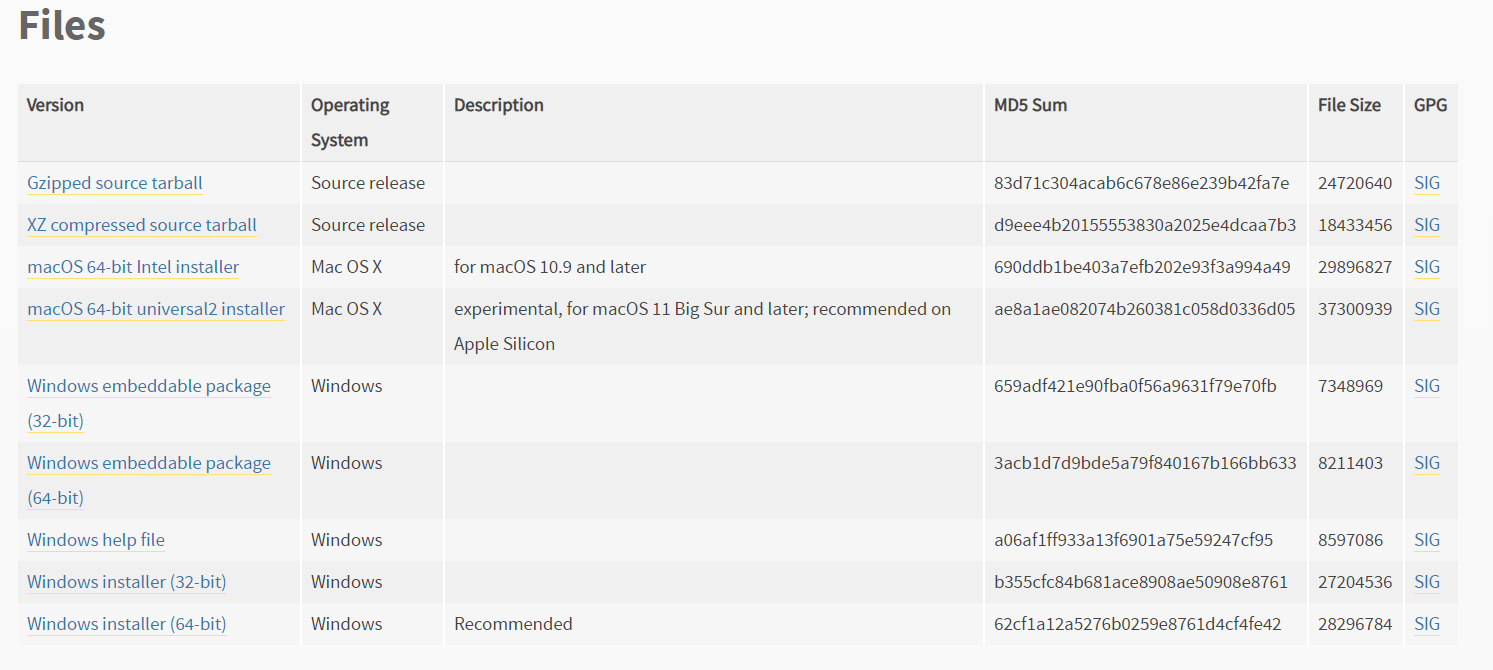 Files
Version Operating Description MD5 Sum File Size GPG
System
Gzipped source tarball Source release 83d71c304acab6c678e86e239b42fa7e 24720640 SIG
XZ compressed source tarball Source release d9eee4b20155553830a2025e4dcaa7b3 18433456 SIG
macOS 64-bit Intel installer Mac OS X for macOS 10.9 and later 690ddb1be403a7efb202e93f3a994a49 29896827 SIG
macOS 64-bit universal2 installer Mac OS X experimental, for macOS 11 Big Sur and later; recommended on ae8a1ae082074b260381c058d0336d05 37300939 SIG
Apple Silicon
Windows embeddable package Windows 659adf421e90fba0f56a9631f79e70fb 7348969 SIG
(32-bit)
Windows embeddable package Windows 3acb1d7d9bde5a79f840167b166bb633 8211403 SIG
(64-bit)
Windows help file Windows a06af1ff933a13f6901a75e59247cf95 8597086 SIG
Windows installer (32-bit) Windows b355cfc84b681ace8908ae50908e8761 27204536 SIG
Windows installer (64-bit) Windows Recommended 62cf1a12a5276b0259e8761d4cf4fe42 28296784 SIG